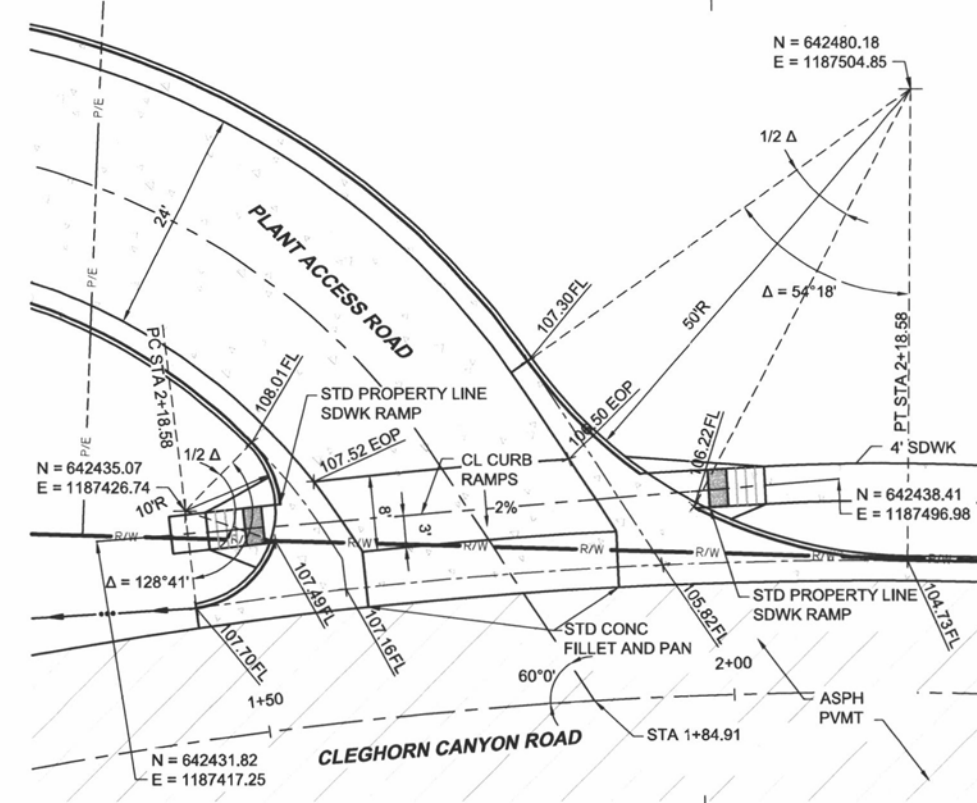 N = 642480.18
E = 1187504.85
P/E
1/2 Δ
24'
PLANT ACCESS ROAD
P/E
Δ = 54°18'
107.30FL
50'R
PC STA 2+18.58
PT STA 2+18.58
108.01FL
STD PROPERTY LINE
SDWK RAMP
106.50 EOP
107.52 EOP
106.22FL
4' SDWK
1/2 Δ
CL CURB
RAMPS
N = 642435.07
E = 1187426.74
10'R
8'
2%
3'
N = 642438.41
E = 1187496.98
R/W
R/W
R/W
R/W
R/W
R/W
R/W
R/W
Δ = 128°41'
107.49FL
107.16FL
105.82FL
STD PROPERTY LINE
SDWK RAMP
104.73FL
107.70FL
STD CONC
FILLET AND PAN
60°0'
2+00
1+50
ASPH
PVMT
STA 1+84.91
CLEGHORN CANYON ROAD
N = 642431.82
E = 1187417.25